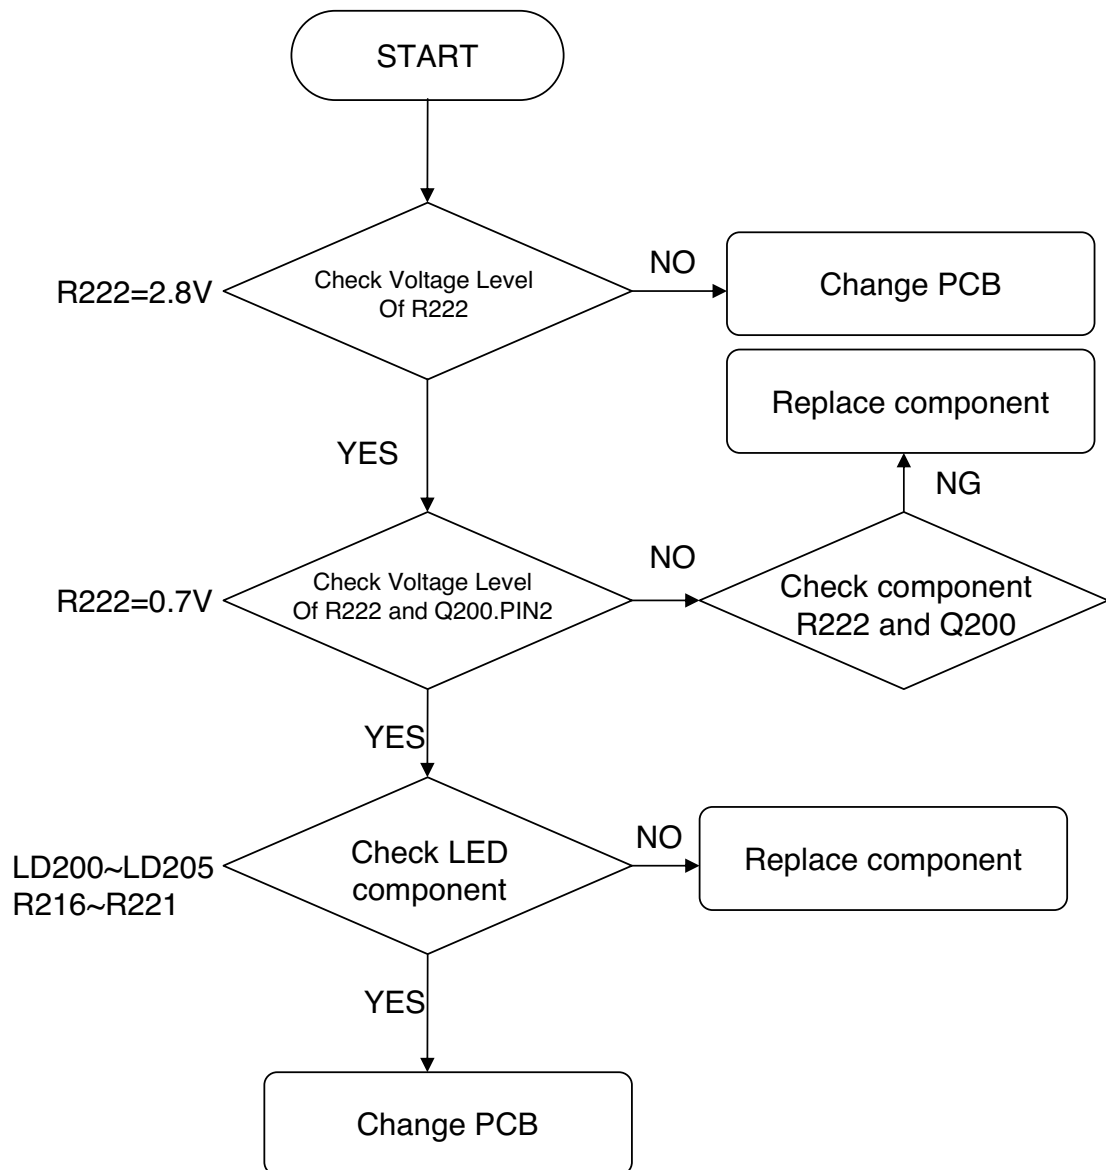 START
Check Voltage Level
Of R222
R222=2.8V
NO
Change PCB
Replace component
YES
NG
Check Voltage Level
Of R222 and Q200.PIN2
R222=0.7V
NO
Check component
R222 and Q200
YES
Check LED
component
LD200~LD205
R216~R221
NO
Replace component
YES
Change PCB